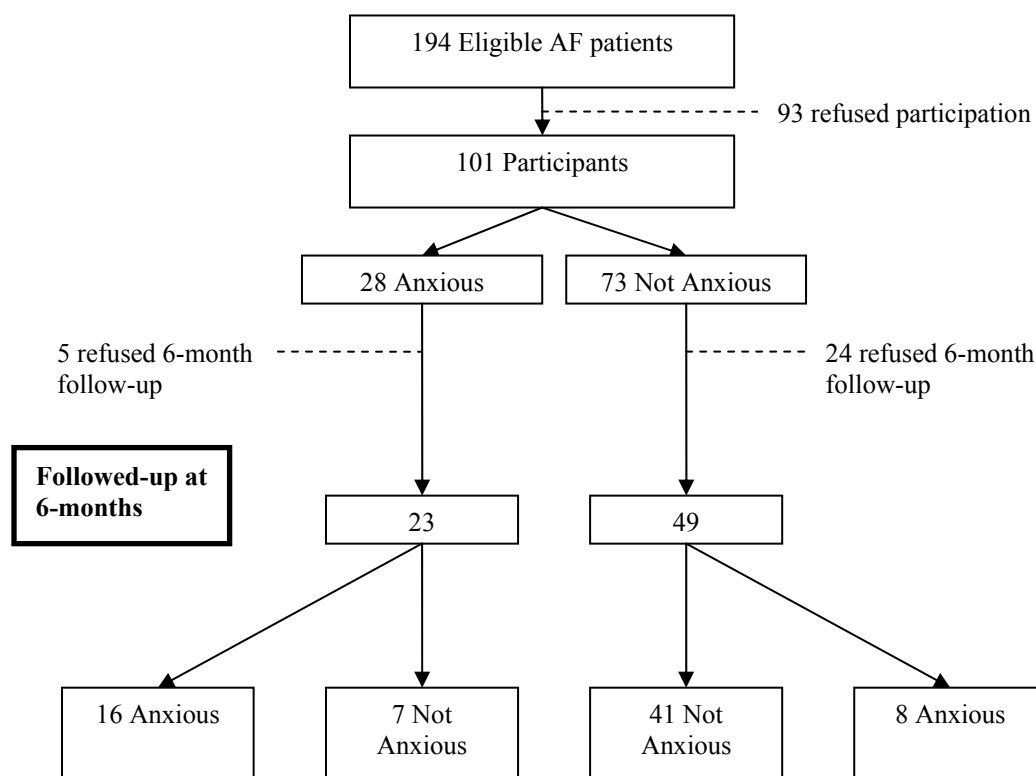 194 Eligible AF patients
93 refused participation
101 Participants
28 Anxious
73 Not Anxious
5 refused 6-month
follow-up
24 refused 6-month
follow-up
Followed-up at
6-months
23
49
16 Anxious
7 Not
Anxious
41 Not
Anxious
8 Anxious